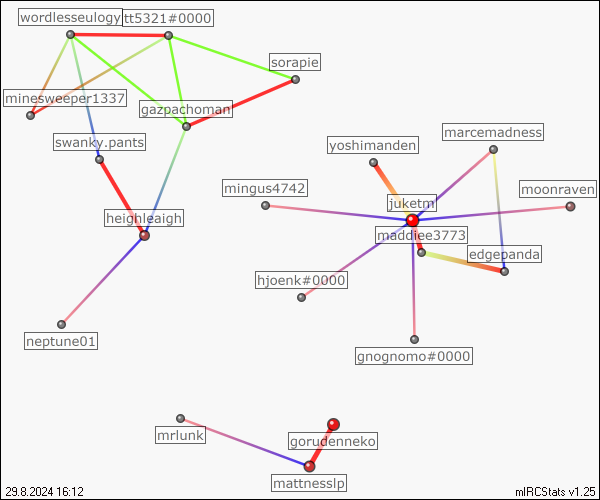 wordlesseulogy
tt5321#0000
sorapie
minesweeper1337
gazpachoman
swanky.pants
marcemadness
yoshimanden
mingus4742
moonraven
juketm
heighleaigh
maddiee3773
edgepanda
hjoenk#0000
neptune01
gnognomo#0000
mrlunk
gorudenneko
mattnesslp
29.8.2024 16:12
mIRCStats v1.25